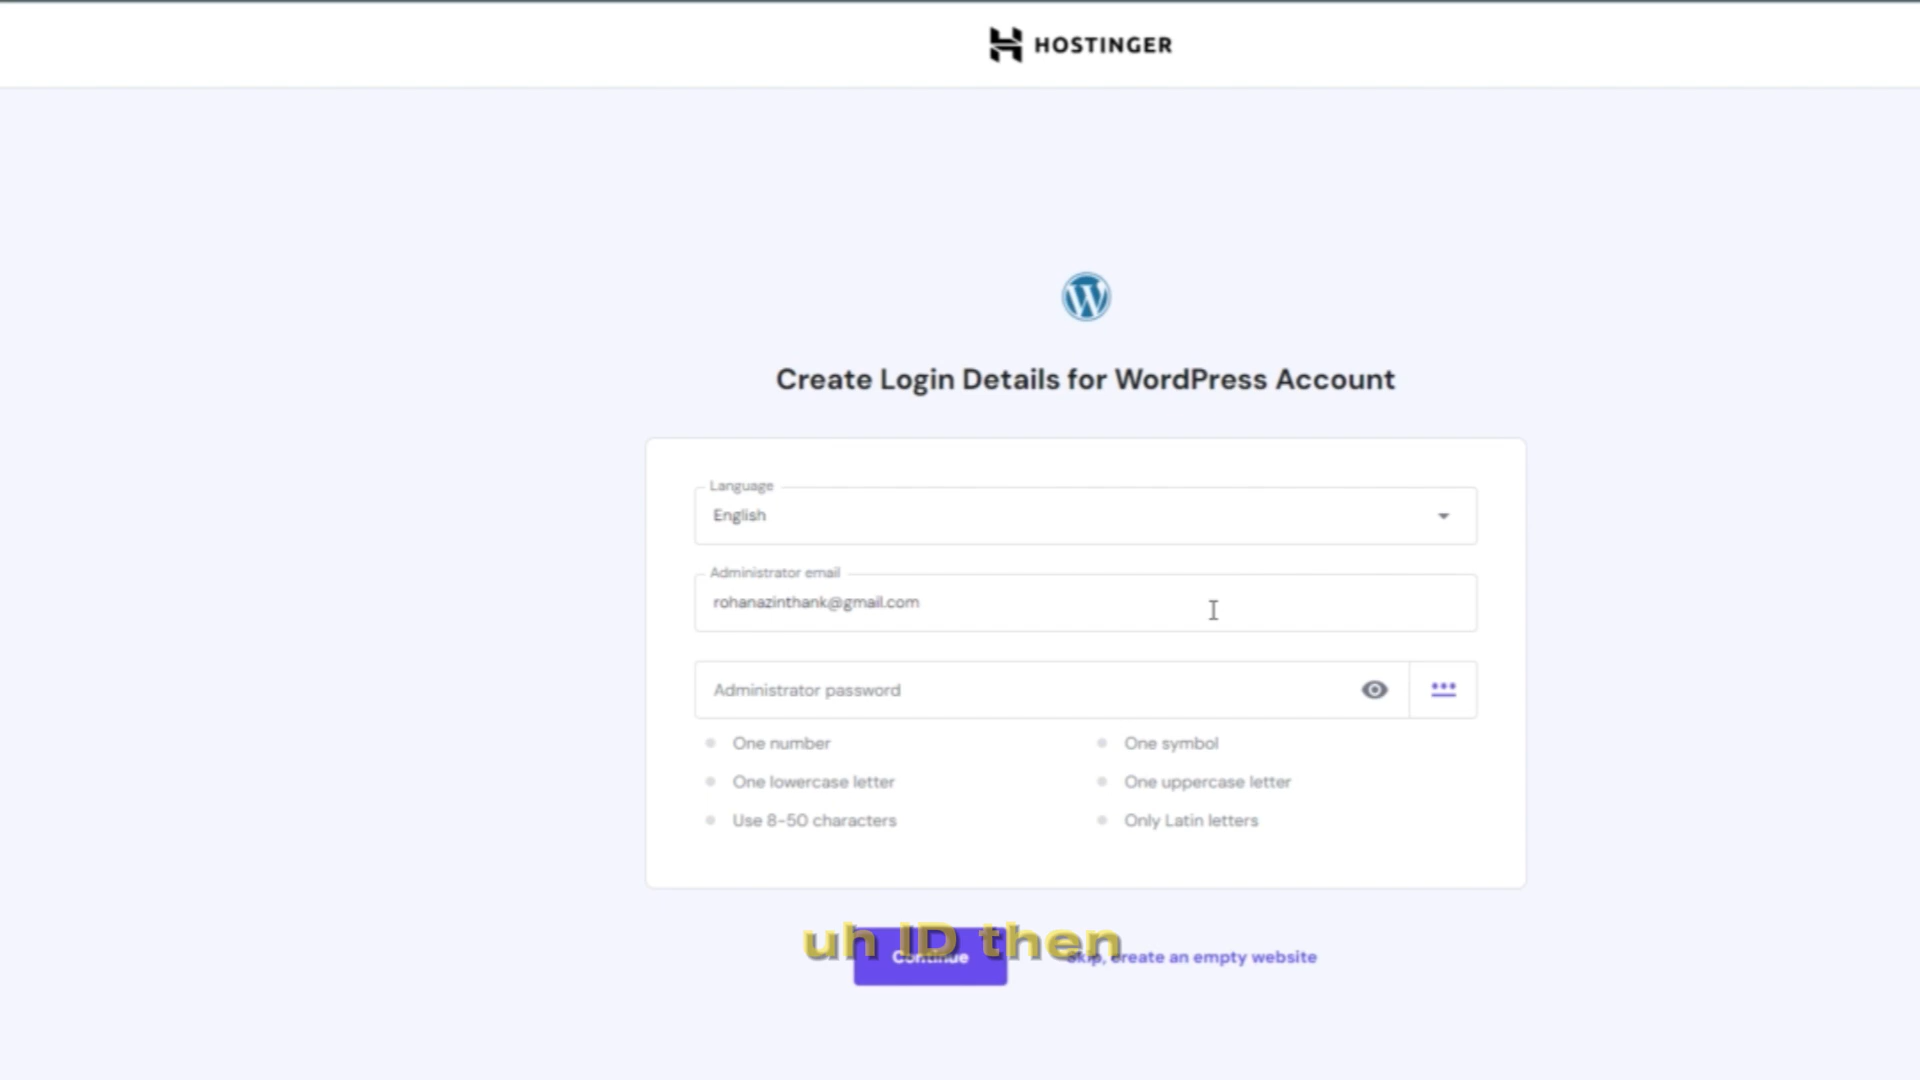 HOSTINGER
Create Login Details for WordPress Account
Language
English
Administrator email
rohanazinthank@gmail.com
Administrator password
One number
One symbol
One lowercase letter
One uppercase letter
Use 8-50 characters
Only Latin letters
uh ID then
Continue
Skip, create an empty website